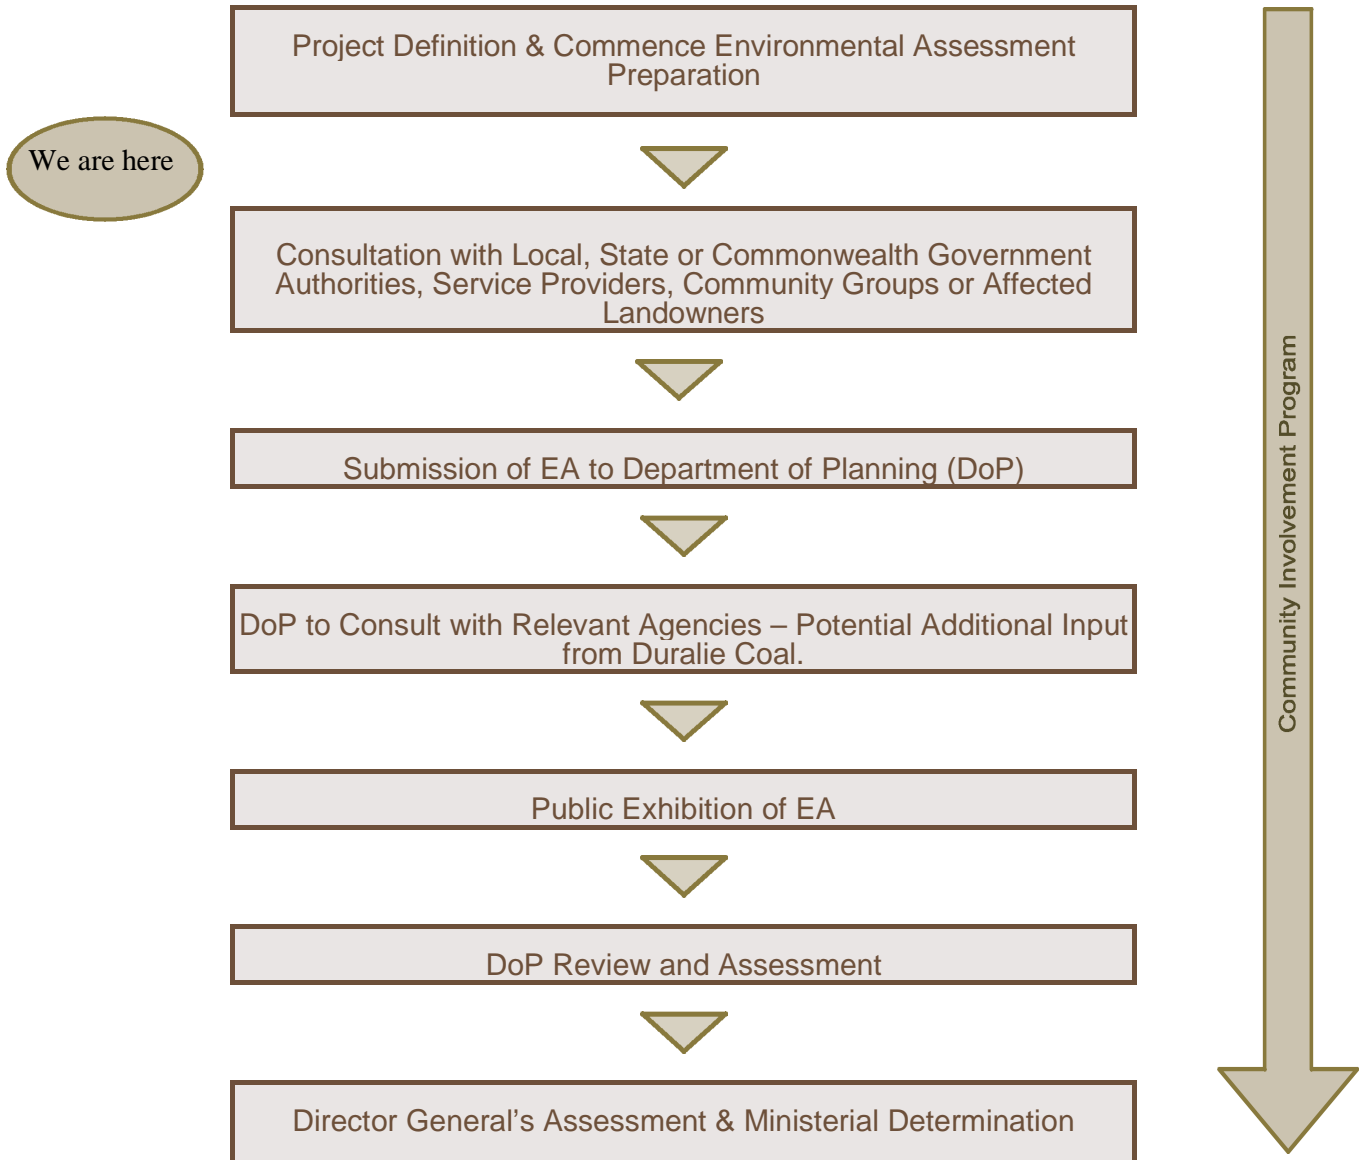 Project Definition & Commence Environmental Assessment
Preparation
We are here
Consultation with Local, State or Commonwealth Government
Authorities, Service Providers, Community Groups or Affected
Landowners
Submission of EA to Department of Planning (DoP)
DoP to Consult with Relevant Agencies – Potential Additional Input
from Duralie Coal.
Public Exhibition of EA
DoP Review and Assessment
Director General’s Assessment & Ministerial Determination
Community Involvement Program